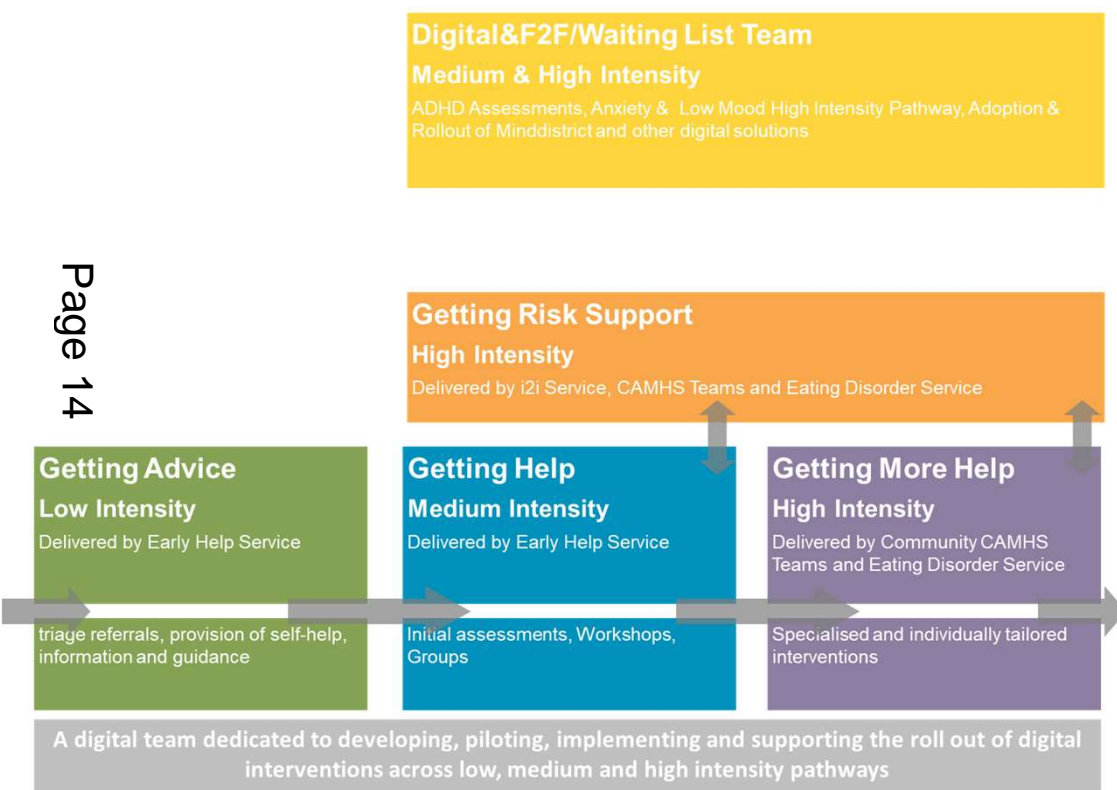 Digital&F2F/Waiting List Team
Medium & High Intensity
ADHD Assessments, Anxiety & Low Mood High Intensity Pathway, Adoption &
Rollout of Minddistrict and other digital solutions
Page 14
Getting Risk Support
High Intensity
Delivered by i2i Service, CAMHS Teams and Eating Disorder Service
Getting Advice
Low Intensity
Delivered by Early Help Service
triage referrals, provision of self-help,
information and guidance
Getting Help
Medium Intensity
Delivered by Early Help Service
Initial assessments, Workshops,
Groups
Getting More Help
High Intensity
Delivered by Community CAMHS
Teams and Eating Disorder Service
Specialised and individually tailored
interventions
A digital team dedicated to developing, piloting, implementing and supporting the roll out of digital
interventions across low, medium and high intensity pathways